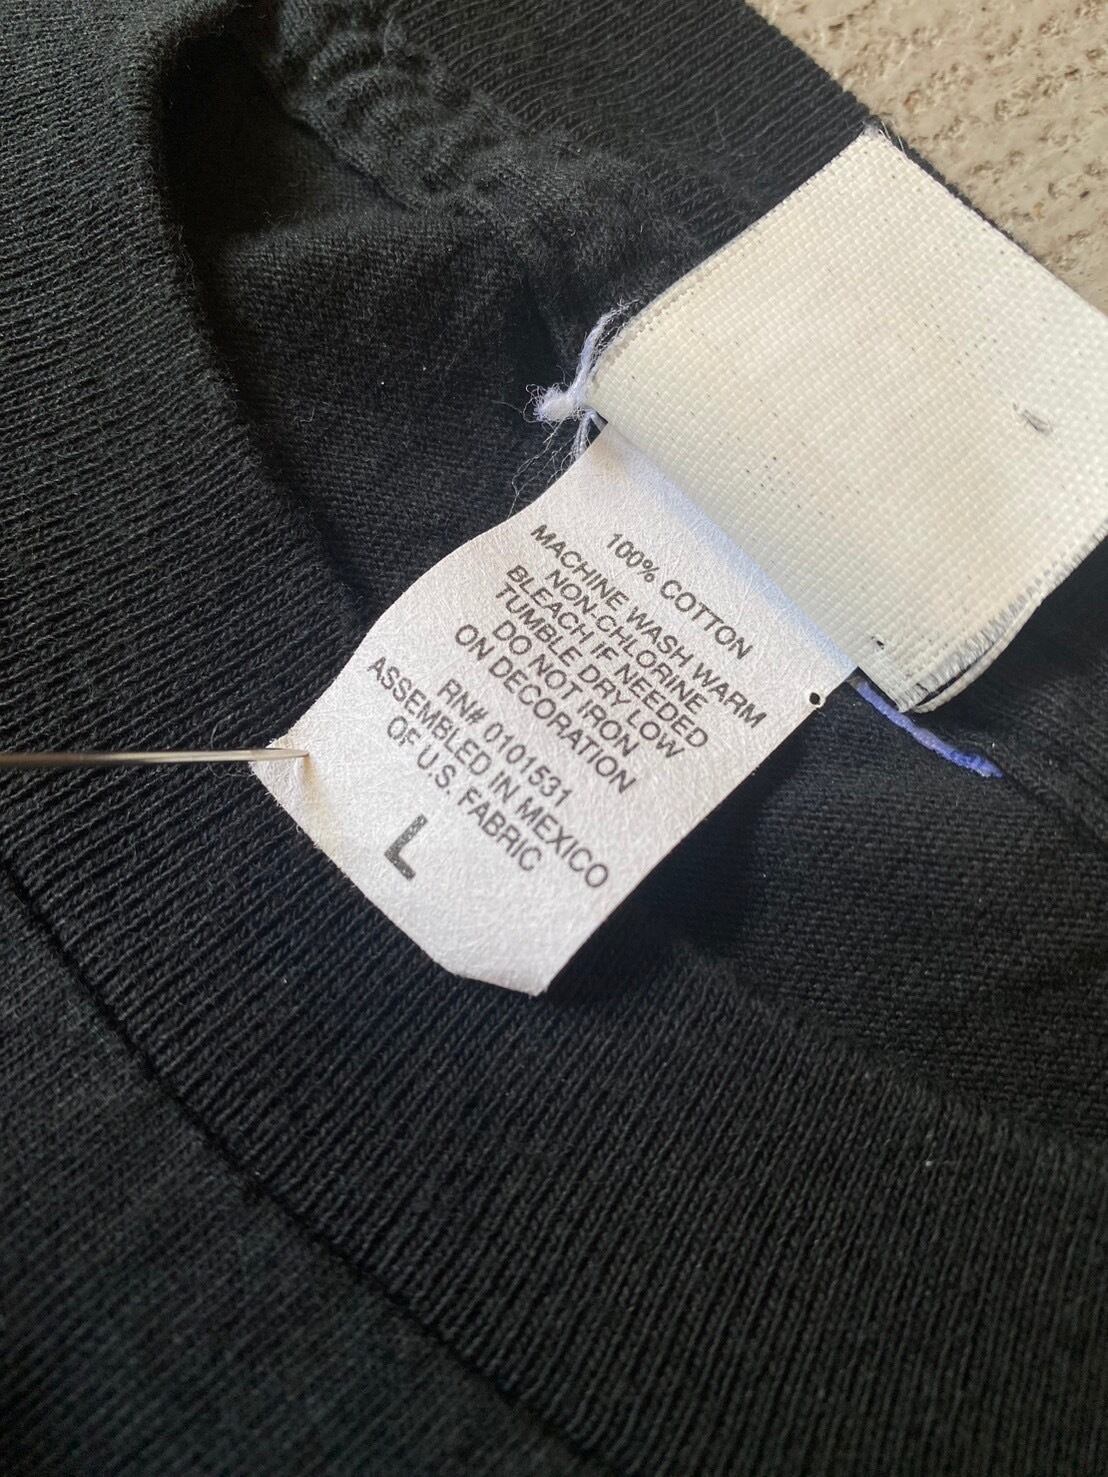 100% COTTON
MACHINE WASH WARM
NON-CHLORINE
BLEACH IF NEEDED
TUMBLE DRY LOW
DO NOT IRON
ON DECORATION
RN# 0101531
ASSEMBLED IN MEXICO
OF U.S. FABRIC
L